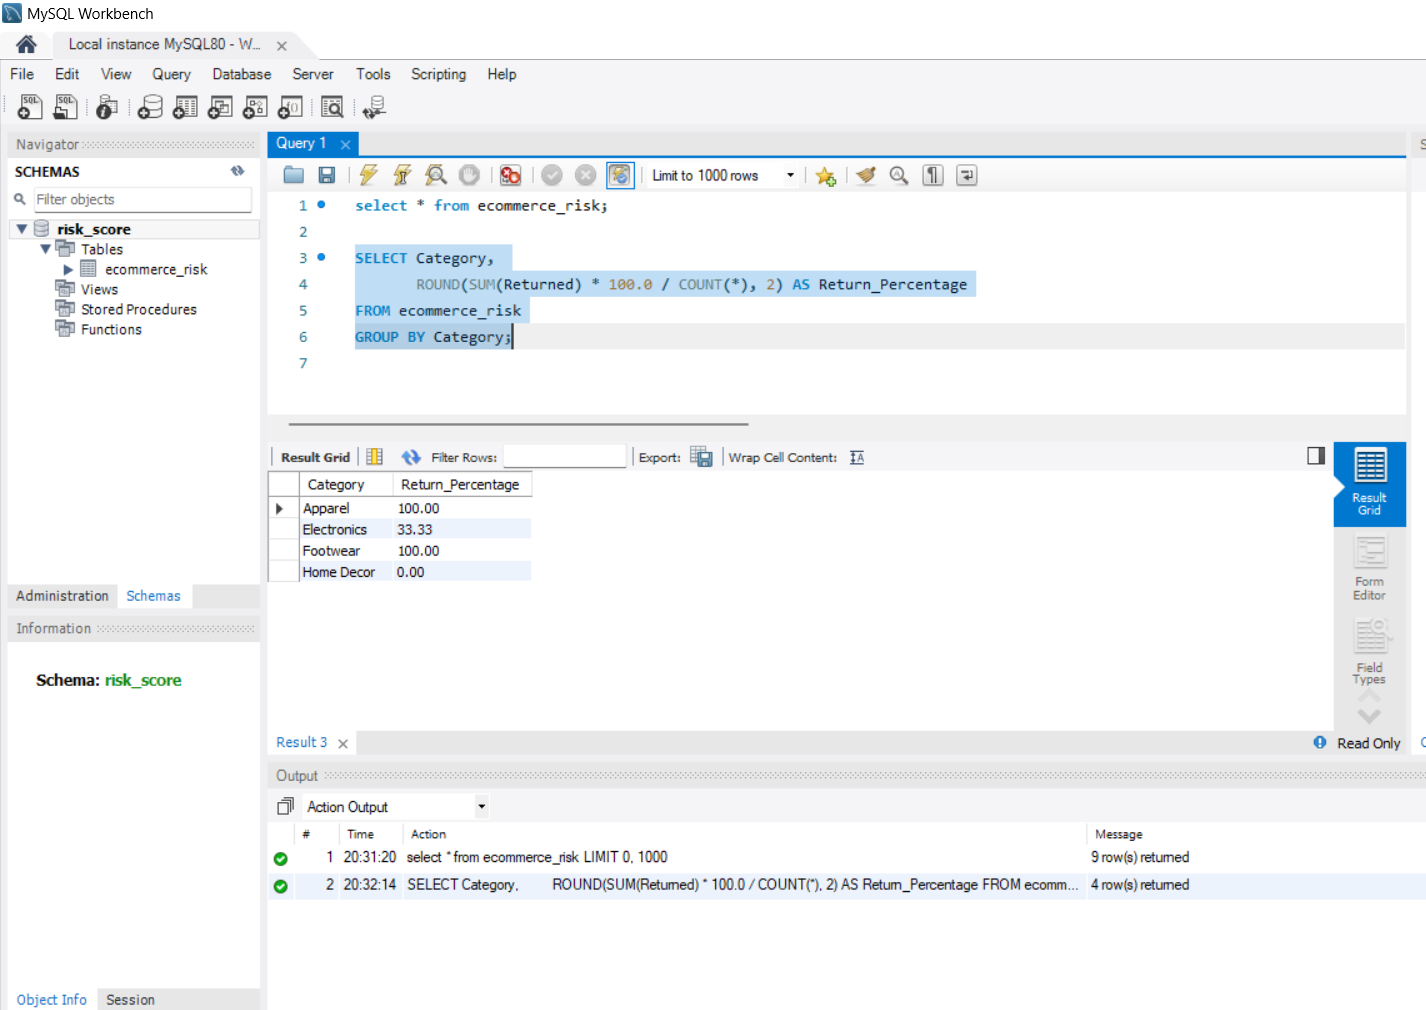 MySQL Workbench
Local instance MySQL80 - W...
File Edit View Query Database Server Tools Scripting Help
Navigator
SCHEMAS
Filter objects
risk_score
Tables
ecommerce_risk
Views
Stored Procedures
Functions
Administration Schemas
Information
Schema: risk_score
Object Info Session
Query 1
Limit to 1000 rows
1 select * from ecommerce_risk;
2
3 SELECT Category,
4 ROUND(SUM(Returned) * 100.0 / COUNT(*), 2) AS Return_Percentage
5 FROM ecommerce_risk
6 GROUP BY Category;
7
Result Grid Filter Rows: Export: Wrap Cell Content:
Category Return_Percentage
Apparel 100.00
Electronics 33.33
Footwear 100.00
Home Decor 0.00
Result
Grid
Form
Editor
Field
Types
Result 3 Read Only
Output
Action Output
# Time Action Message
1 20:31:20 select * from ecommerce_risk LIMIT 0, 1000 9 row(s) returned
2 20:32:14 SELECT Category, ROUND(SUM(Returned) * 100.0 / COUNT(*), 2) AS Return_Percentage FROM ecomm... 4 row(s) returned